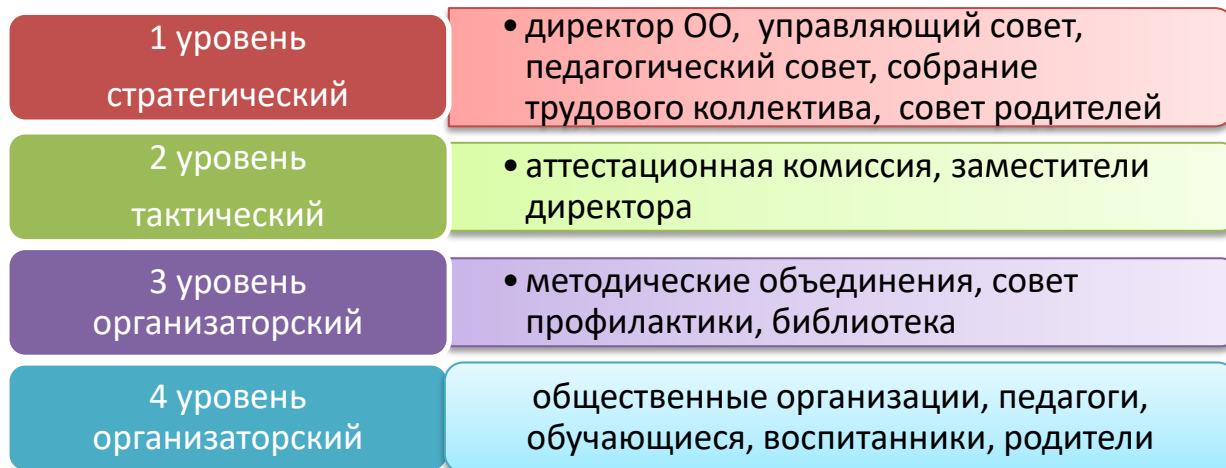 1 уровень
стратегический
• директор ОО, управляющий совет,
педагогический совет, собрание
трудового коллектива, совет родителей
2 уровень
тактический
• аттестационная комиссия, заместители
директора
3 уровень
организаторский
• методические объединения, совет
профилактики, библиотека
4 уровень
организаторский
общественные организации, педагоги,
обучающиеся, воспитанники, родители